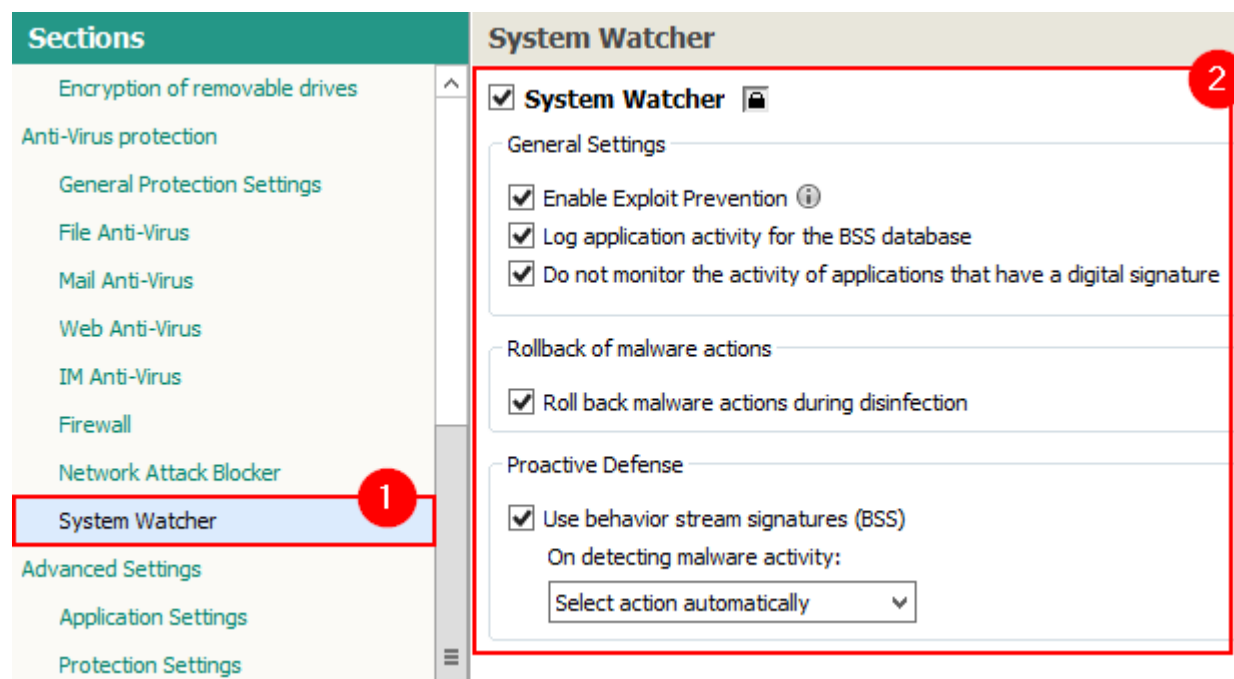 Sections
Encryption of removable drives
Anti-Virus protection
General Protection Settings
File Anti-Virus
Mail Anti-Virus
Web Anti-Virus
IM Anti-Virus
Firewall
Network Attack Blocker
1
System Watcher
Advanced Settings
Application Settings
Protection Settings
System Watcher
2
System Watcher
General Settings
Enable Exploit Prevention
Log application activity for the BSS database
Do not monitor the activity of applications that have a digital signature
Rollback of malware actions
Roll back malware actions during disinfection
Proactive Defense
Use behavior stream signatures (BSS)
On detecting malware activity:
Select action automatically